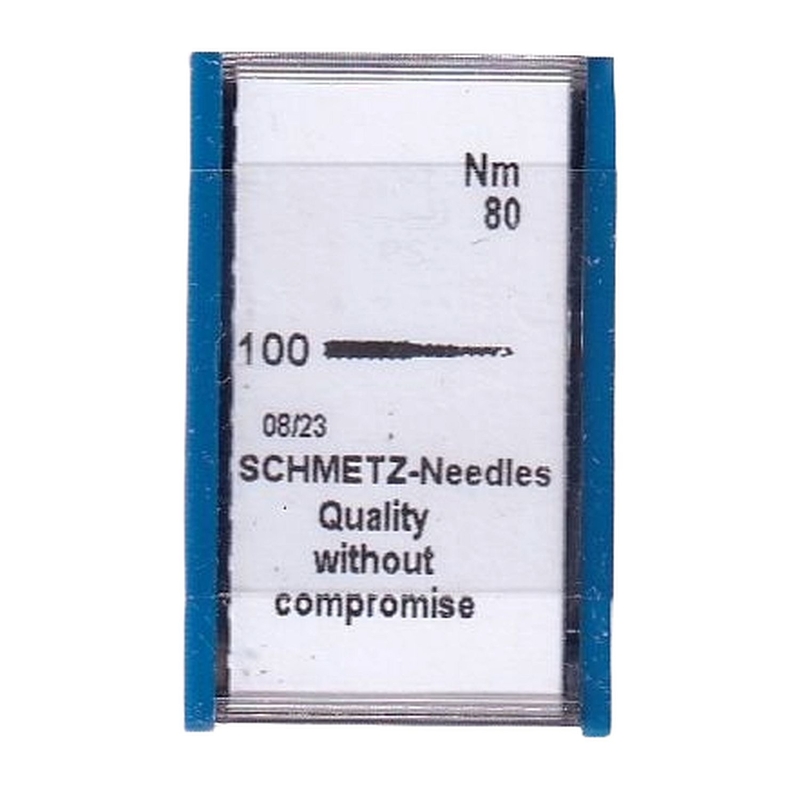 Nm
80
100
08/23
SCHMETZ-Needles
Quality
without
compromise